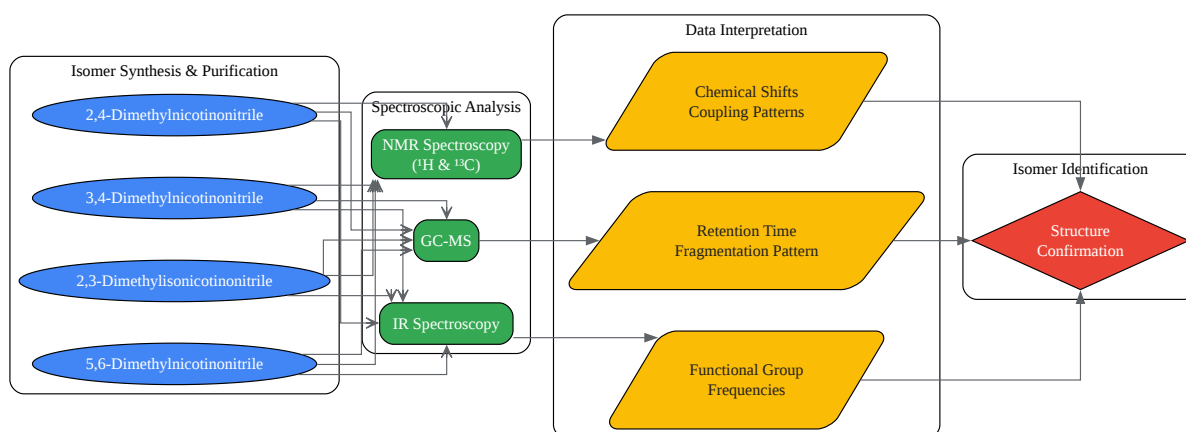 Isomer Synthesis & Purification
2,4-Dimethylnicotinonitrile
3,4-Dimethylnicotinonitrile
2,3-Dimethylisonicotinonitrile
5,6-Dimethylnicotinonitrile
Spectroscopic Analysis
NMR Spectroscopy
(¹H & ¹³C)
GC-MS
IR Spectroscopy
Data Interpretation
Chemical Shifts
Coupling Patterns
Retention Time
Fragmentation Pattern
Functional Group
Frequencies
Isomer Identification
Structure
Confirmation